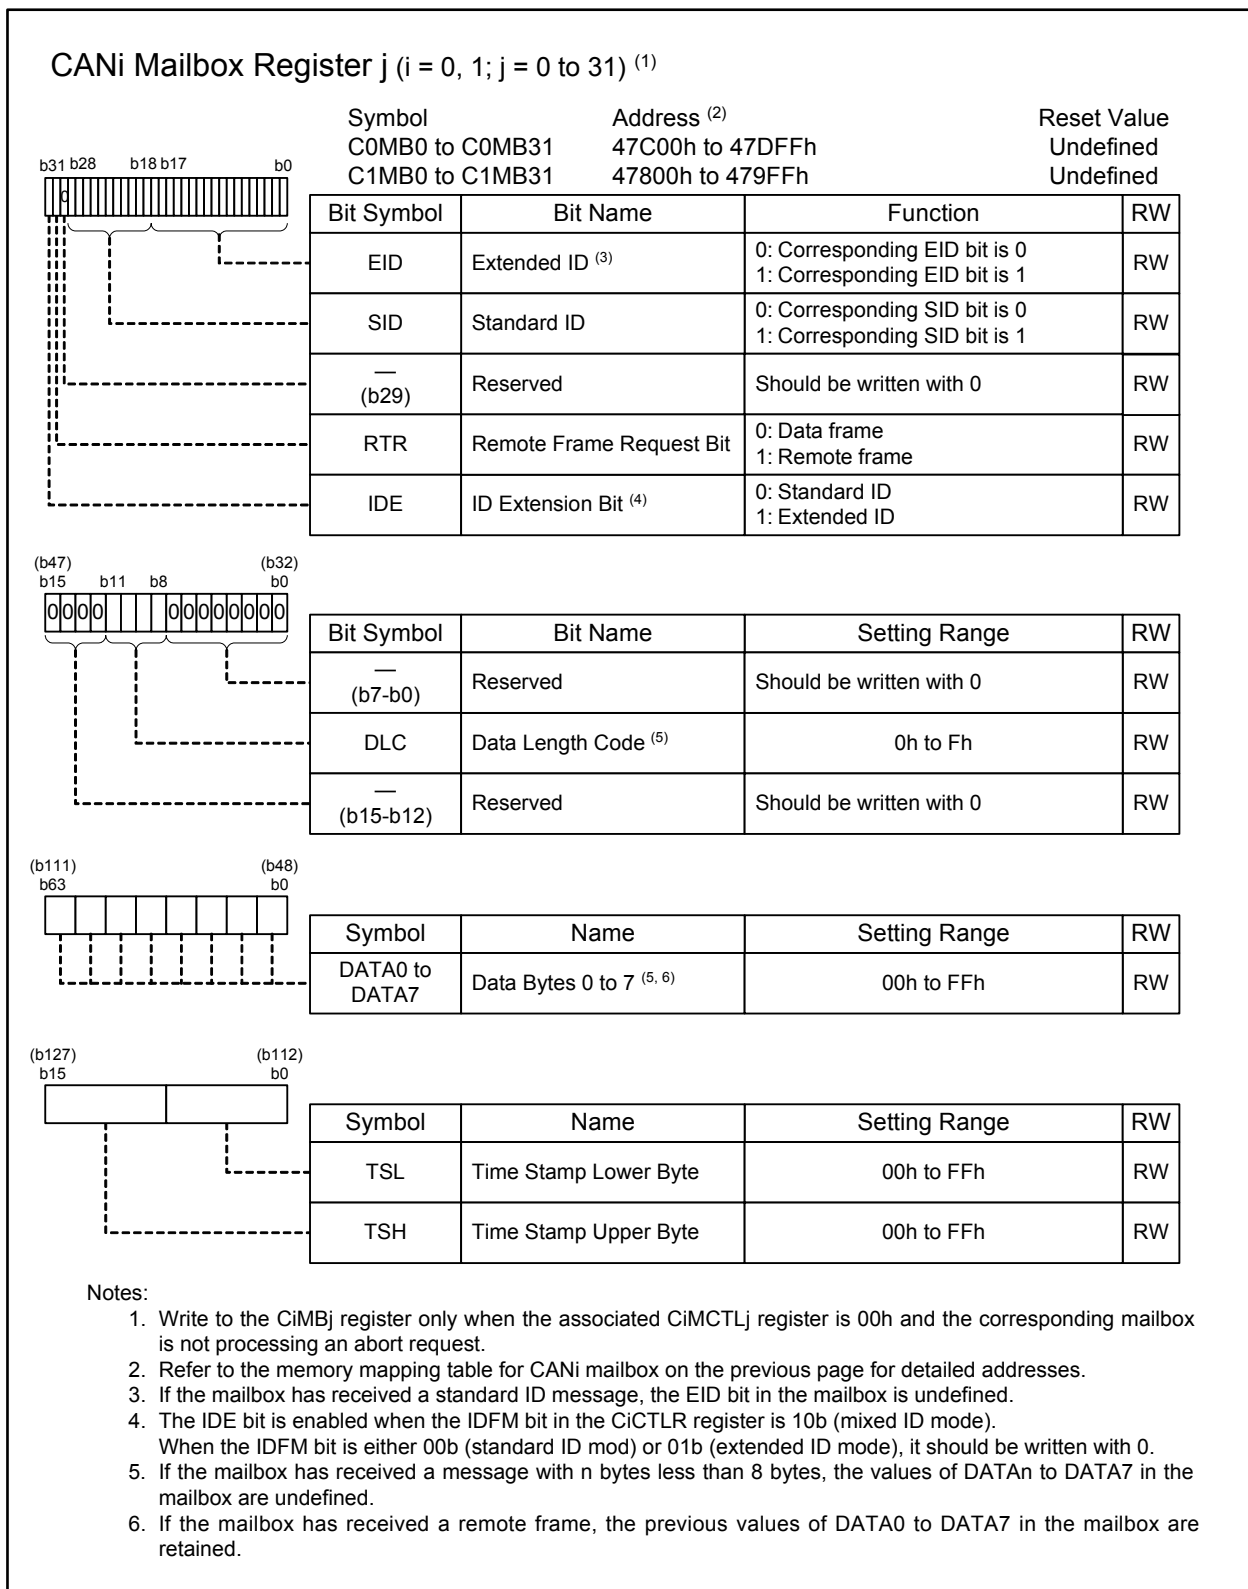 CANi Mailbox Register j (i = 0, 1; j = 0 to 31) (1)
Symbol Address (2) Reset Value
C0MB0 to C0MB31 47C00h to 47DFFh Undefined
C1MB0 to C1MB31 47800h to 479FFh Undefined
b31 b28 b18 b17 b0
0
Bit Symbol Bit Name Function RW
EID Extended ID (3) 0: Corresponding EID bit is 0 RW
1: Corresponding EID bit is 1
SID Standard ID 0: Corresponding SID bit is 0 RW
1: Corresponding SID bit is 1
— (b29) Reserved Should be written with 0 RW
RTR Remote Frame Request Bit 0: Data frame RW
1: Remote frame
IDE ID Extension Bit (4) 0: Standard ID RW
1: Extended ID
(b47) (b32)
b15 b11 b8 b0
0 0 0 0 0 0 0 0 0 0 0 0
Bit Symbol Bit Name Setting Range RW
— (b7-b0) Reserved Should be written with 0 RW
DLC Data Length Code (5) 0h to Fh RW
— (b15-b12) Reserved Should be written with 0 RW
(b111) (b48)
b63 b0
Symbol Name Setting Range RW
DATA0 to DATA7 Data Bytes 0 to 7 (5, 6) 00h to FFh RW
(b127) (b112)
b15 b0
Symbol Name Setting Range RW
TSL Time Stamp Lower Byte 00h to FFh RW
TSH Time Stamp Upper Byte 00h to FFh RW
Notes:
1. Write to the CiMBj register only when the associated CiMCTLj register is 00h and the corresponding mailbox
is not processing an abort request.
2. Refer to the memory mapping table for CANi mailbox on the previous page for detailed addresses.
3. If the mailbox has received a standard ID message, the EID bit in the mailbox is undefined.
4. The IDE bit is enabled when the IDFM bit in the CiCTLR register is 10b (mixed ID mode).
When the IDFM bit is either 00b (standard ID mod) or 01b (extended ID mode), it should be written with 0.
5. If the mailbox has received a message with n bytes less than 8 bytes, the values of DATAn to DATA7 in the
mailbox are undefined.
6. If the mailbox has received a remote frame, the previous values of DATA0 to DATA7 in the mailbox are
retained.